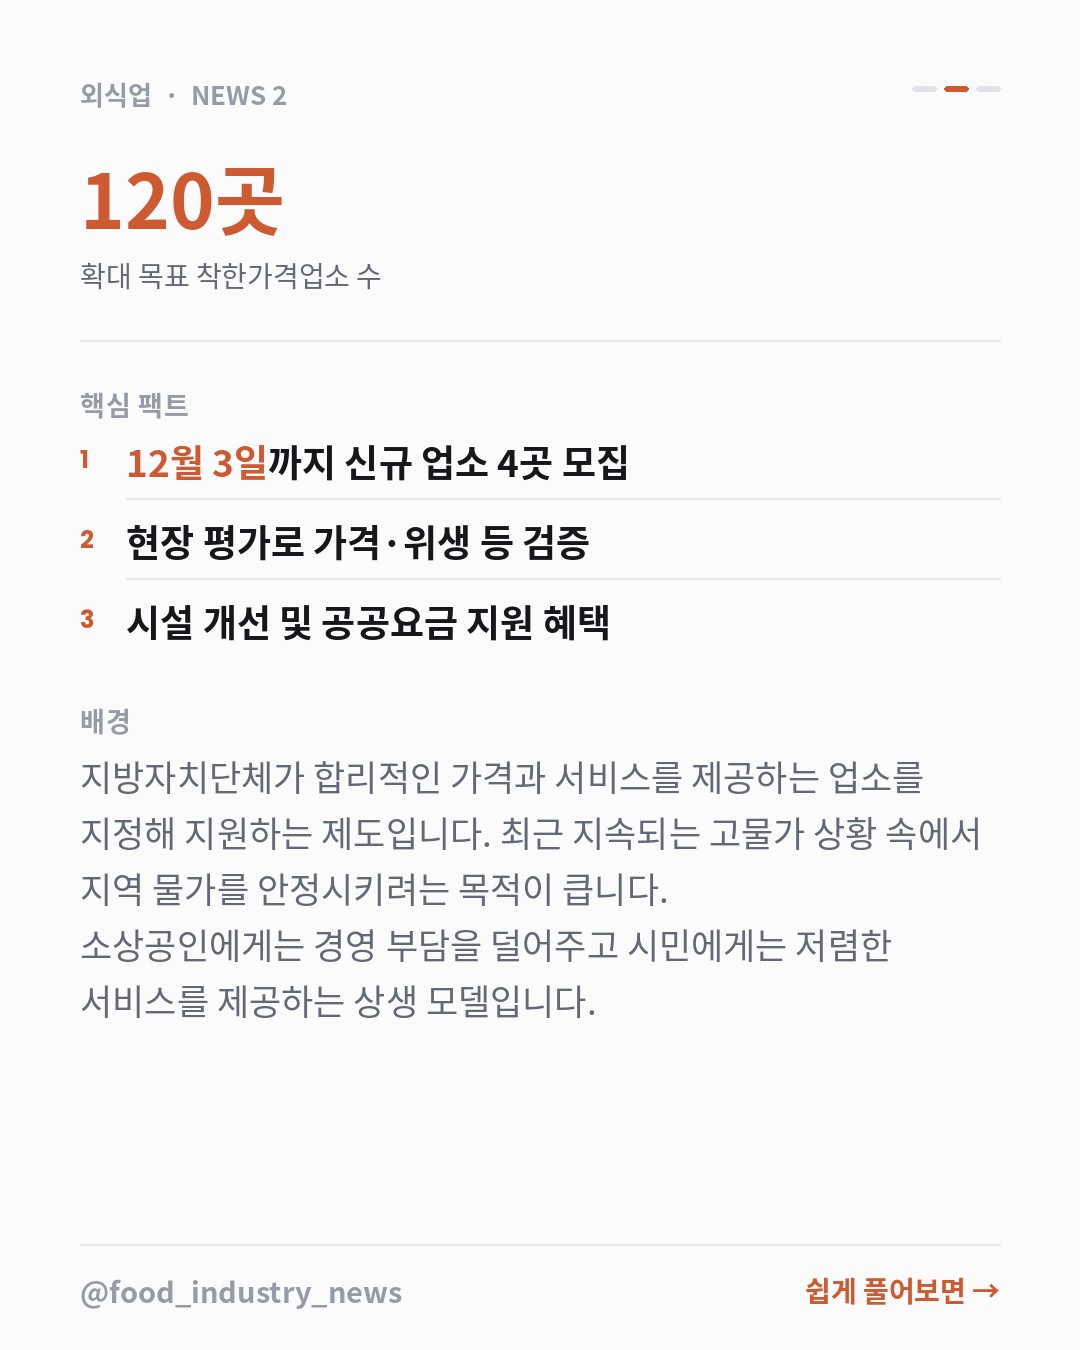 외식업 · NEWS 2
120곳
확대 목표 착한가격업소 수
핵심 팩트
1 12월 3일까지 신규 업소 4곳 모집
2 현장 평가로 가격·위생 등 검증
3 시설 개선 및 공공요금 지원 혜택
배경
지방자치단체가 합리적인 가격과 서비스를 제공하는 업소를
지정해 지원하는 제도입니다. 최근 지속되는 고물가 상황 속에서
지역 물가를 안정시키려는 목적이 큽니다.
소상공인에게는 경영 부담을 덜어주고 시민에게는 저렴한
서비스를 제공하는 상생 모델입니다.
@food_industry_news
쉽게 풀어보면 →